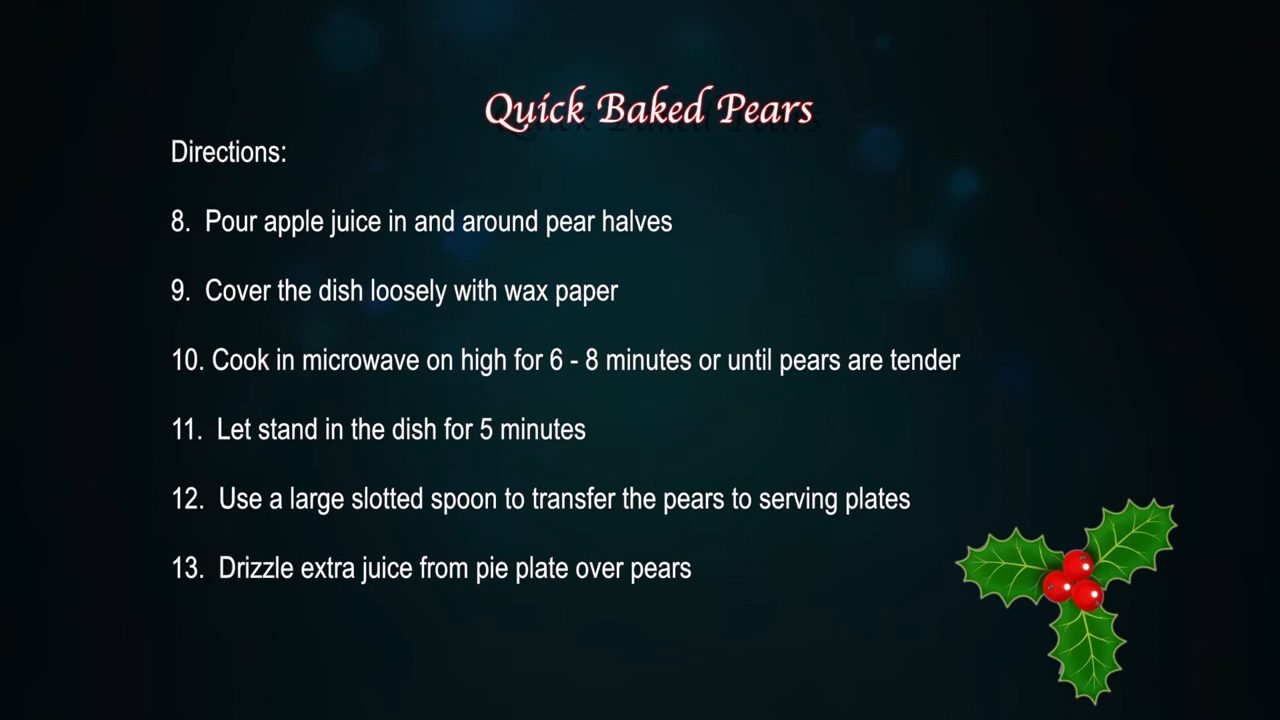 Quick Baked Pears
Directions:
8. Pour apple juice in and around pear halves
9. Cover the dish loosely with wax paper
10. Cook in microwave on high for 6 - 8 minutes or until pears are tender
11. Let stand in the dish for 5 minutes
12. Use a large slotted spoon to transfer the pears to serving plates
13. Drizzle extra juice from pie plate over pears